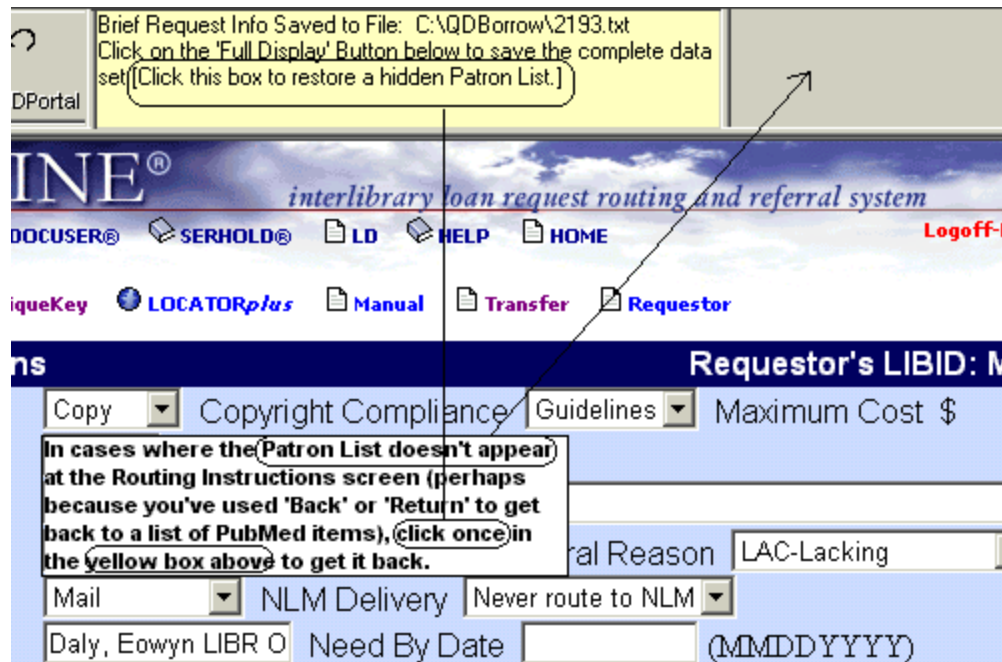 Brief Request Info Saved to File: C:\QDBorrow\2193.txt
Click on the 'Full Display' Button below to save the complete data
set [Click this box to restore a hidden Patron List.]
DPortal
INE®
interlibrary loan request routing and referral system
DOCUSER® SERHOLD® LD HELP HOME Logoff-
iqueKey LOCATORplus Manual Transfer Requestor
ns Requestor's LIBID: M
Copy Copyright Compliance Guidelines Maximum Cost $
In cases where the Patron List doesn't appear
at the Routing Instructions screen (perhaps
because you've used 'Back' or 'Return' to get
back to a list of PubMed items), click once in
the yellow box above to get it back.
ral Reason LAC-Lacking
Mail NLM Delivery Never route to NLM
Daly, Eowyn LIBR O Need By Date (MMDDYYYY)